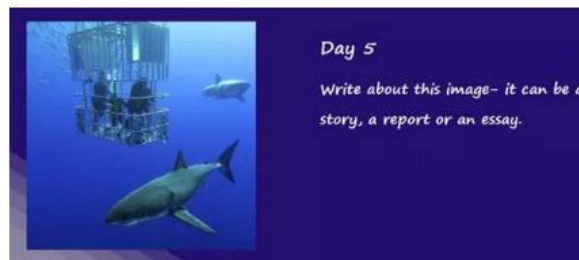 Day 5
Write about this image- it can be a
story, a report or an essay.